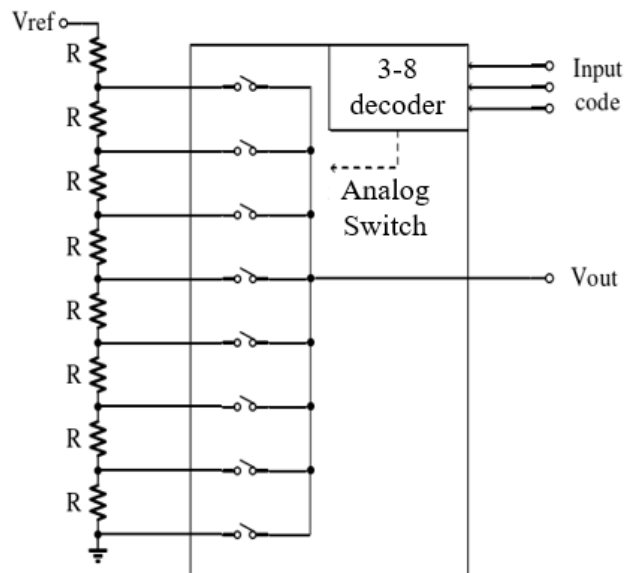 Vref
R
R
R
R
R
R
R
R
3-8
decoder
Input
code
Analog
Switch
Vout